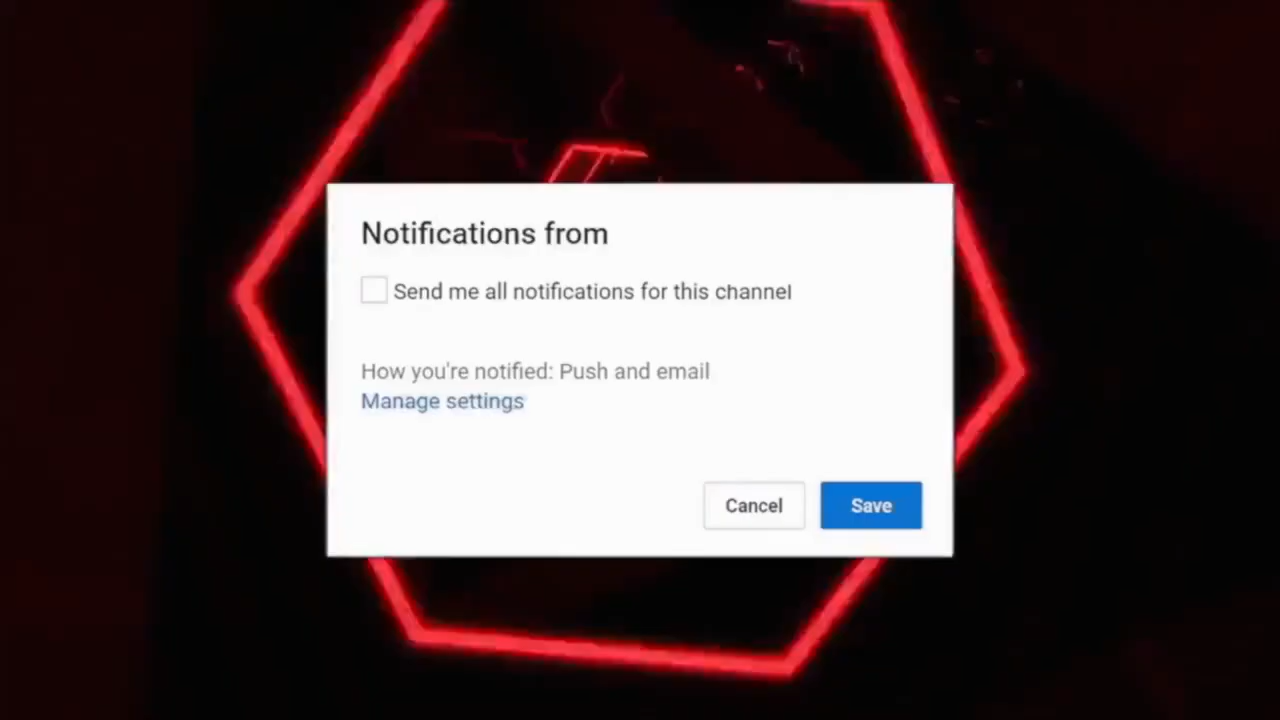 Notifications from
Send me all notifications for this channel
How you're notified: Push and email
Manage settings
Cancel
Save